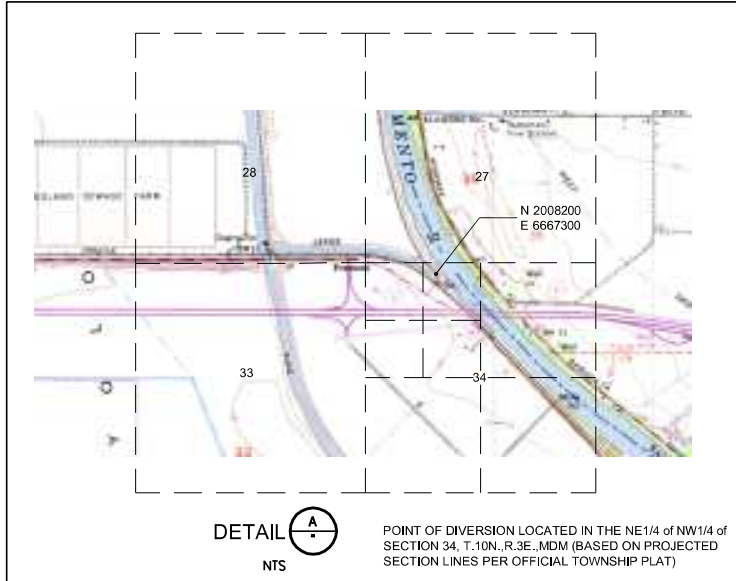 MENTO
28
27
N 2008200
E 6667300
33
34
DETAIL A
NTS
POINT OF DIVERSION LOCATED IN THE NE1/4 of NW1/4 of
SECTION 34, T.10N.,R.3E.,MDM (BASED ON PROJECTED
SECTION LINES PER OFFICIAL TOWNSHIP PLAT)